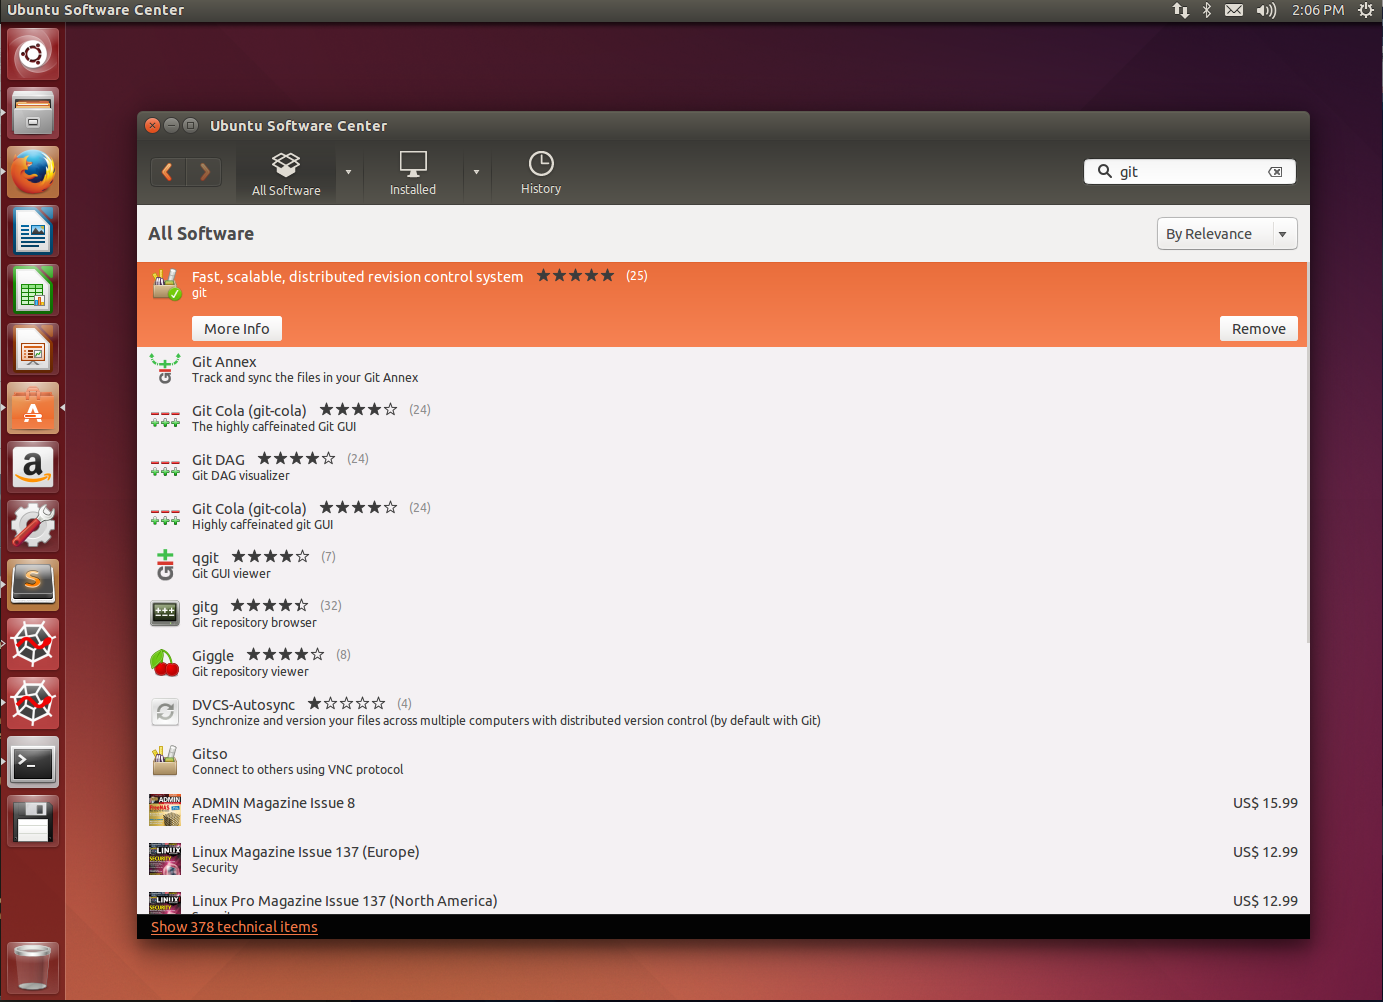 Ubuntu Software Center
2:06 PM
Ubuntu Software Center
All Software
Installed
History
git
All Software
By Relevance
Fast, scalable, distributed revision control system (25)
git
More Info
Remove
Git Annex
Track and sync the files in your Git Annex
Git Cola (git-cola) (24)
The highly caffeinated Git GUI
Git DAG (24)
Git DAG visualizer
Git Cola (git-cola) (24)
Highly caffeinated git GUI
qgit (7)
Git GUI viewer
gitg (32)
Git repository browser
Giggle (8)
Git repository viewer
DVCS-Autosync (4)
Synchronize and version your files across multiple computers with distributed version control (by default with Git)
Gitso
Connect to others using VNC protocol
ADMIN Magazine Issue 8 US$ 15.99
FreeNAS
Linux Magazine Issue 137 (Europe) US$ 12.99
Security
Linux Pro Magazine Issue 137 (North America) US$ 12.99
Show 378 technical items